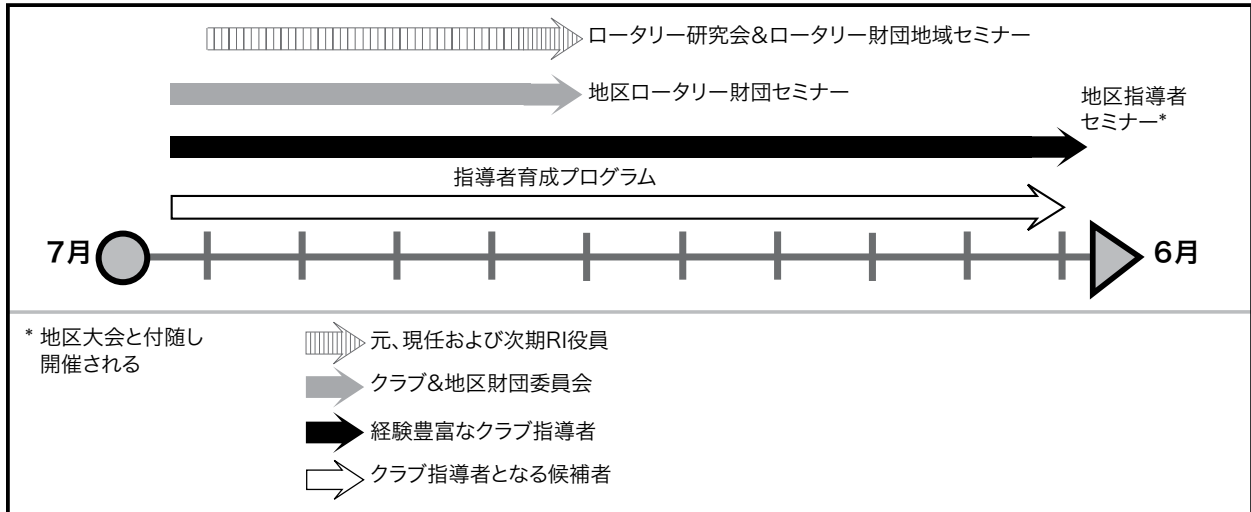 ロータリー研究会&ロータリー財団地域セミナー
地区ロータリー財団セミナー
地区指導者
セミナー*
指導者育成プログラム
7月
6月
* 地区大会と付随し
開催される
元、現任および次期RI役員
クラブ&地区財団委員会
経験豊富なクラブ指導者
クラブ指導者となる候補者